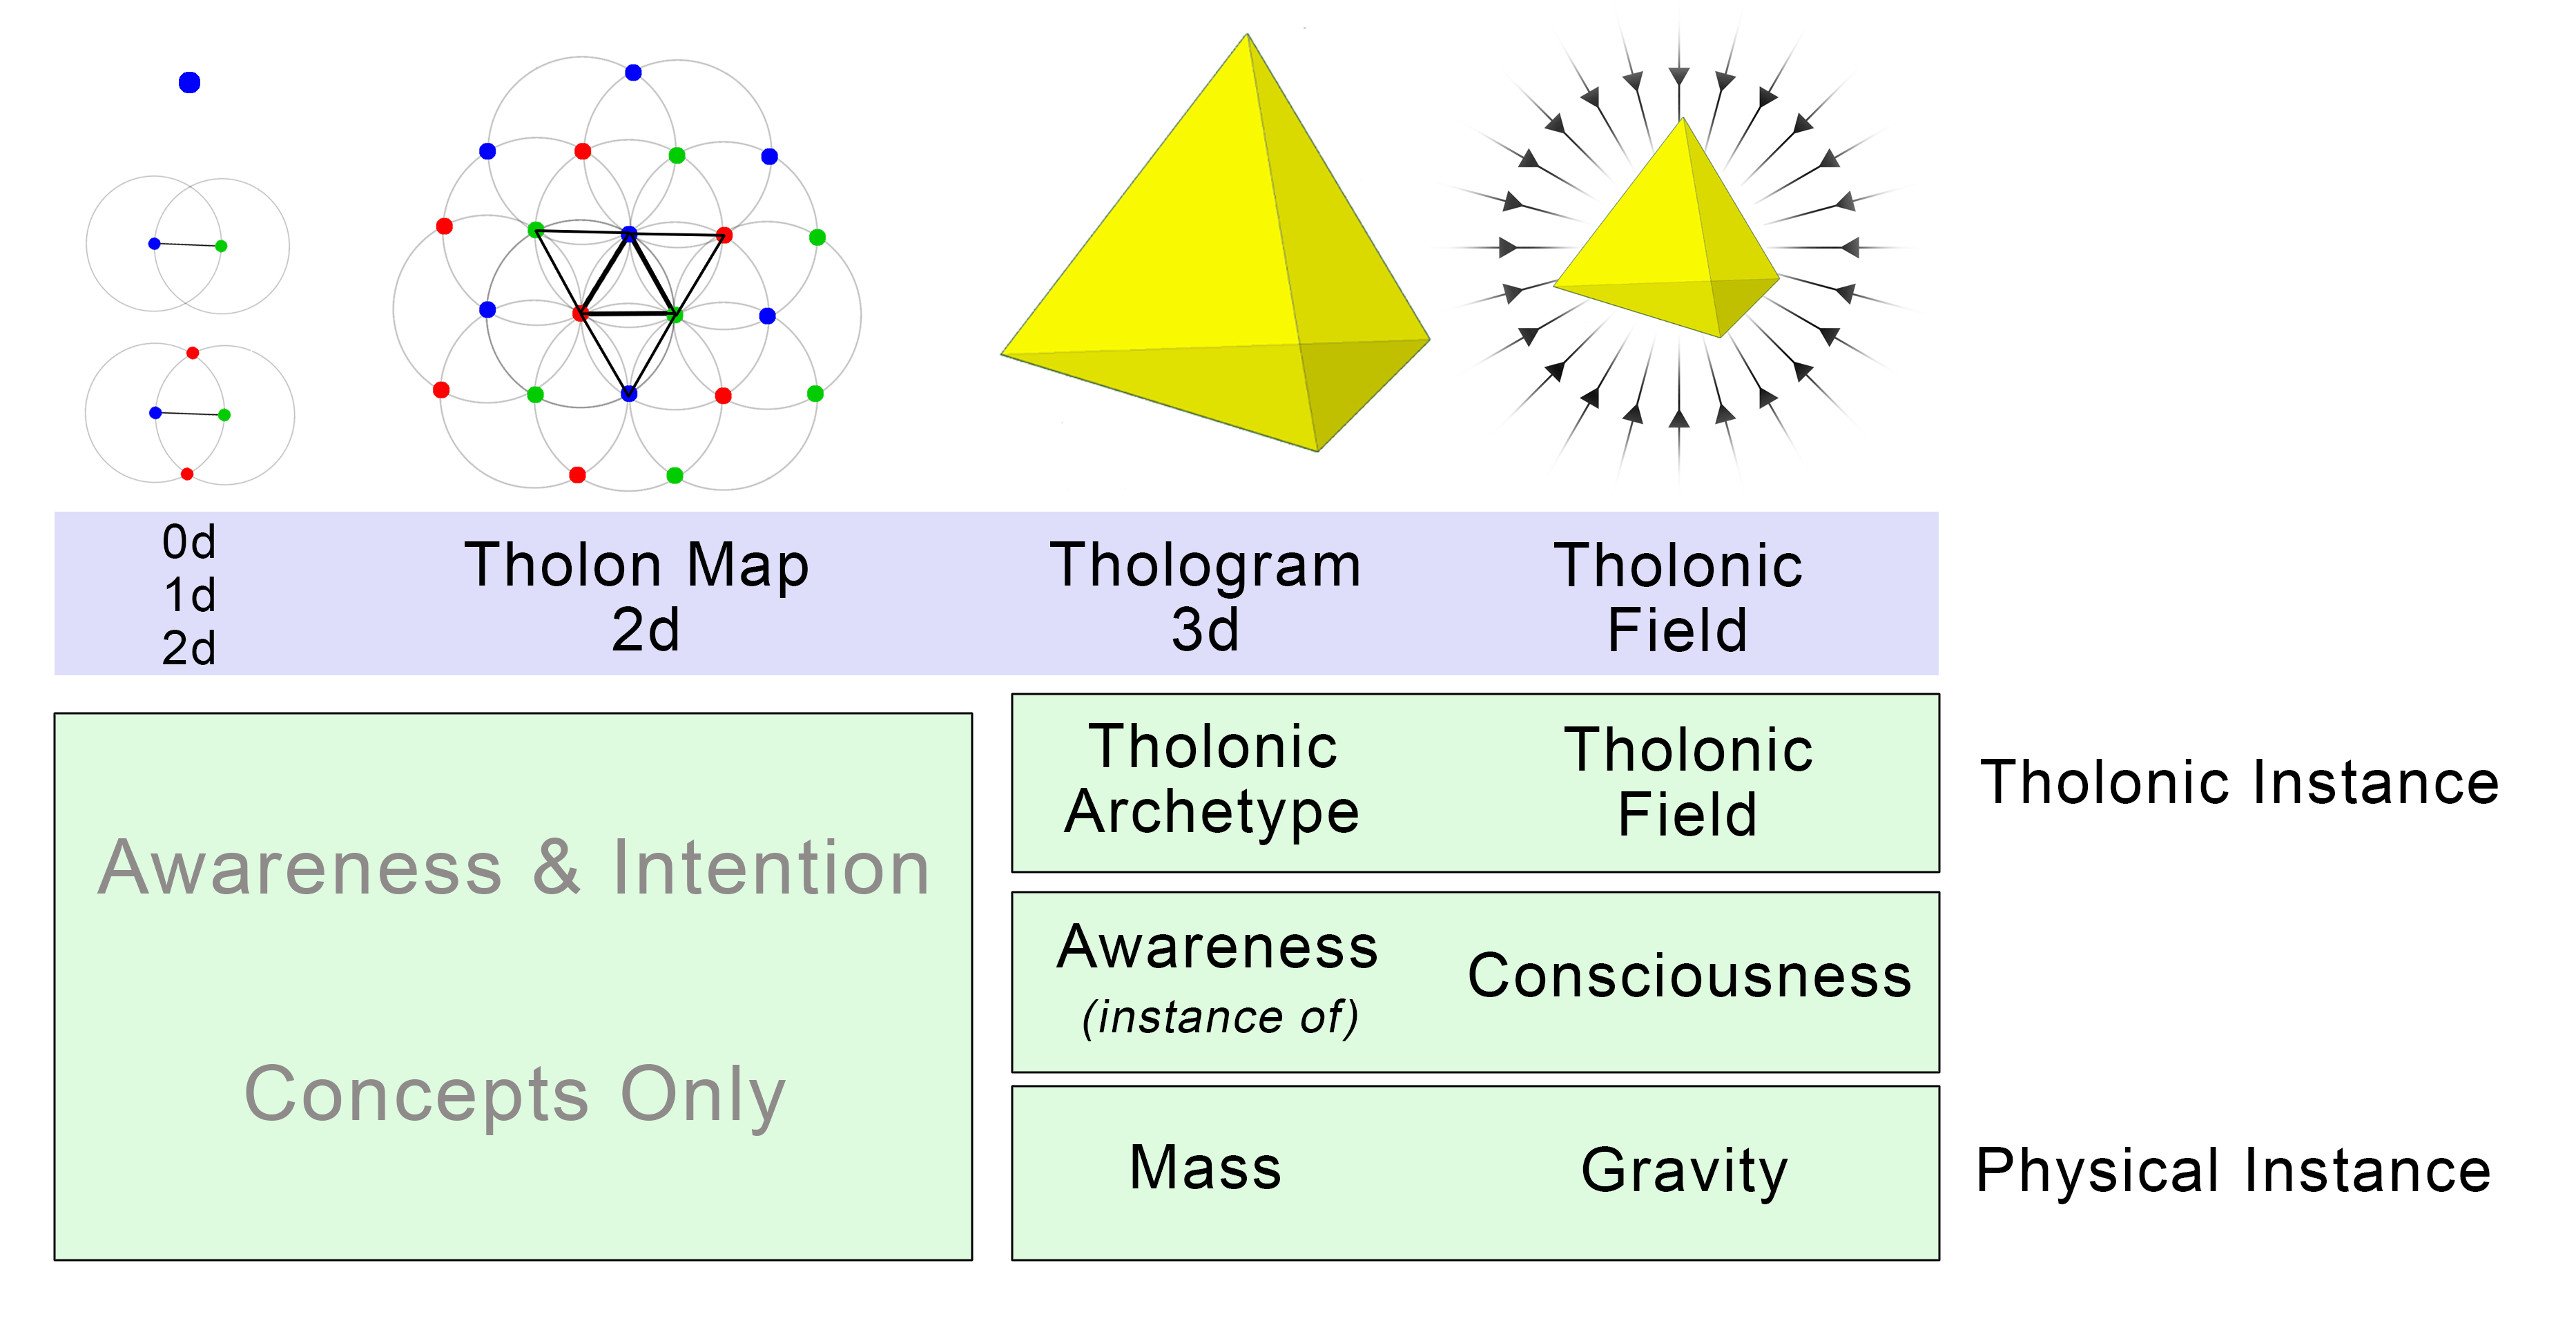 0d
1d
2d
Tholon Map
2d
Thologram
3d
Tholonic
Field
Awareness & Intention
Concepts Only
Tholonic
Archetype
Tholonic
Field
Tholonic Instance
Awareness
(instance of)
Consciousness
Mass
Gravity
Physical Instance